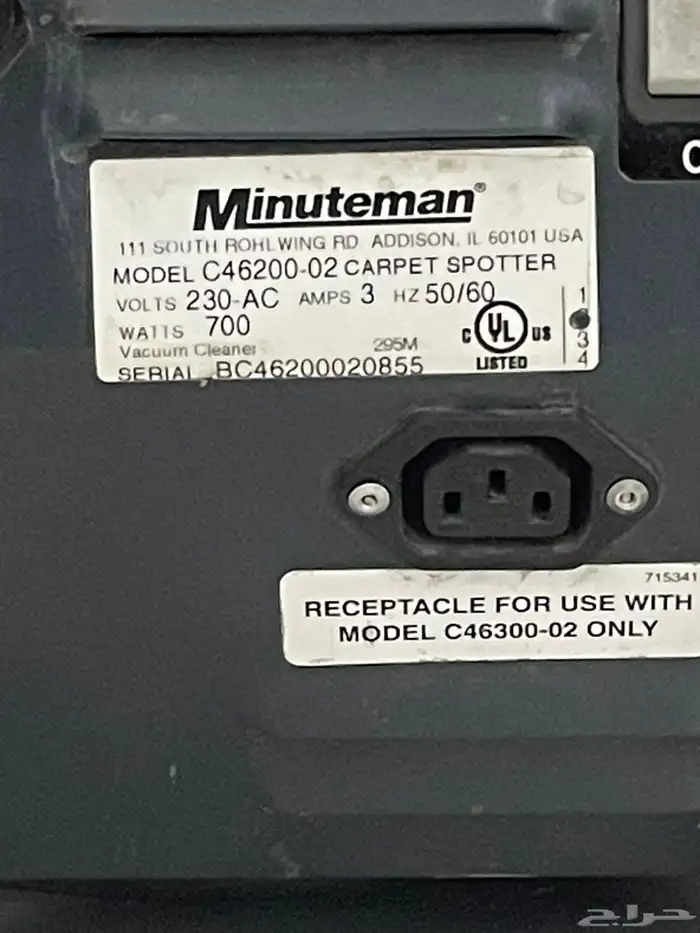 Minuteman®
111 SOUTH ROHLWING RD. ADDISON, IL 60101 USA
MODEL C46200-02 CARPET SPOTTER
VOLTS 230-AC AMPS 3 HZ 50/60
WATTS 700
Vacuum Cleaner 295M
SERIAL BC46200020855
C UL US
LISTED
1
3
4
C
715341
RECEPTACLE FOR USE WITH
MODEL C46300-02 ONLY
حراج